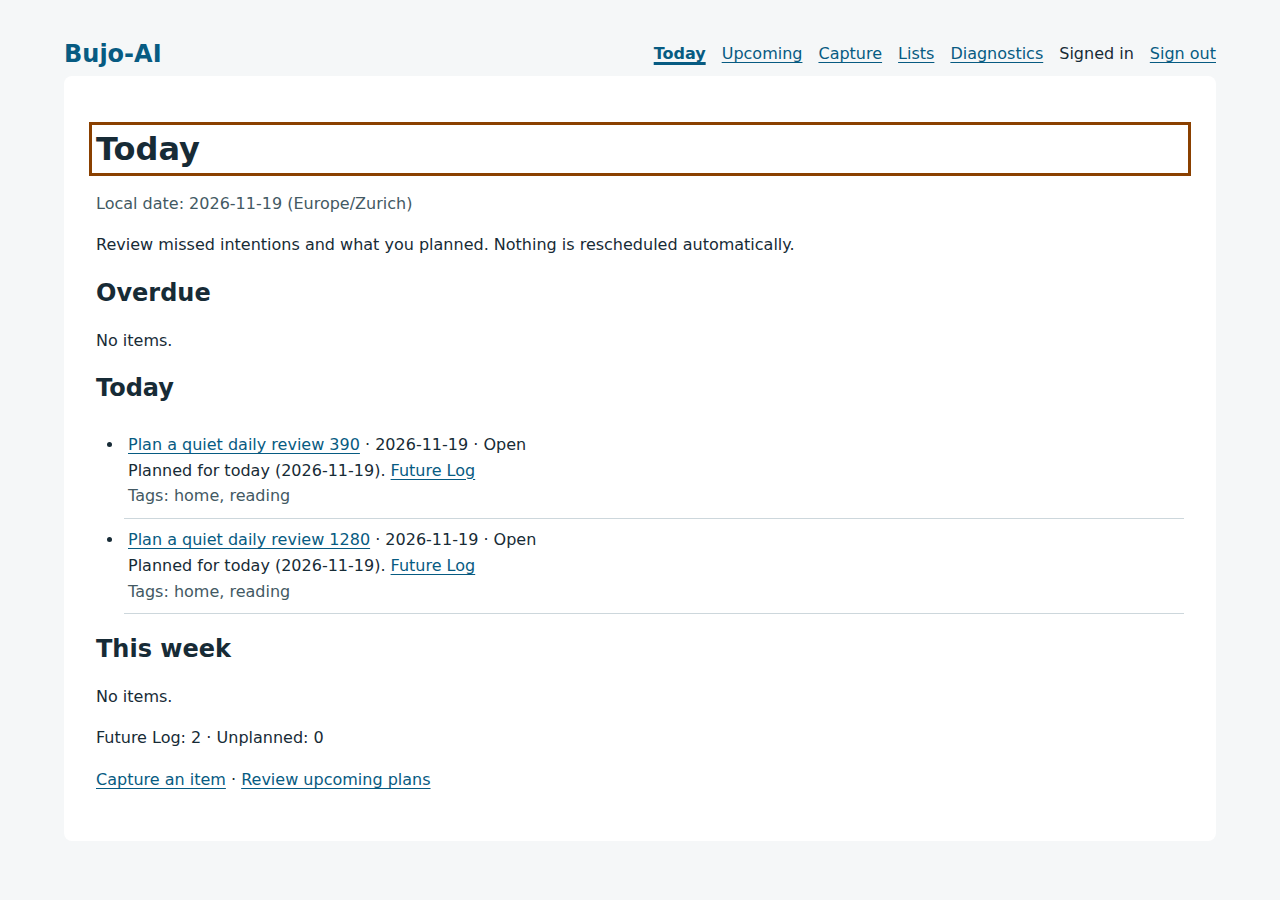 Bujo-AI
Today Upcoming Capture Lists Diagnostics Signed in Sign out
Today
Local date: 2026-11-19 (Europe/Zurich)
Review missed intentions and what you planned. Nothing is rescheduled automatically.
Overdue
No items.
Today
Plan a quiet daily review 390 · 2026-11-19 · Open
Planned for today (2026-11-19). Future Log
Tags: home, reading
Plan a quiet daily review 1280 · 2026-11-19 · Open
Planned for today (2026-11-19). Future Log
Tags: home, reading
This week
No items.
Future Log: 2 · Unplanned: 0
Capture an item · Review upcoming plans